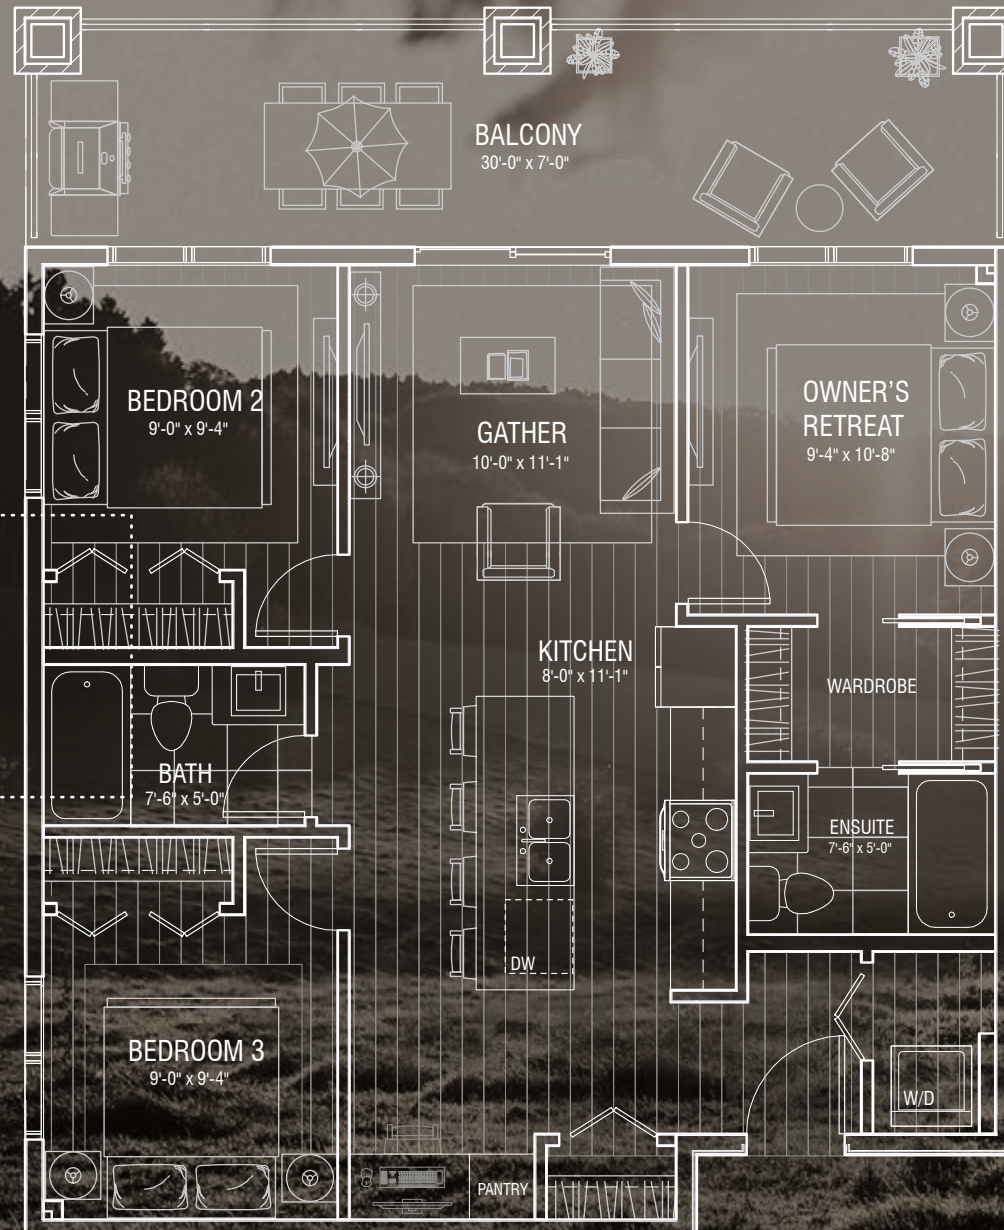 BALCONY
30'-0" x 7'-0"
BEDROOM 2
9'-0" x 9'-4"
GATHER
10'-0" x 11'-1"
OWNER'S
RETREAT
9'-4" x 10'-8"
KITCHEN
8'-0" x 11'-1"
WARDROBE
BATH
7'-6" x 5'-0"
ENSUITE
7'-6" x 5'-0"
DW
BEDROOM 3
9'-0" x 9'-4"
W/D
PANTRY